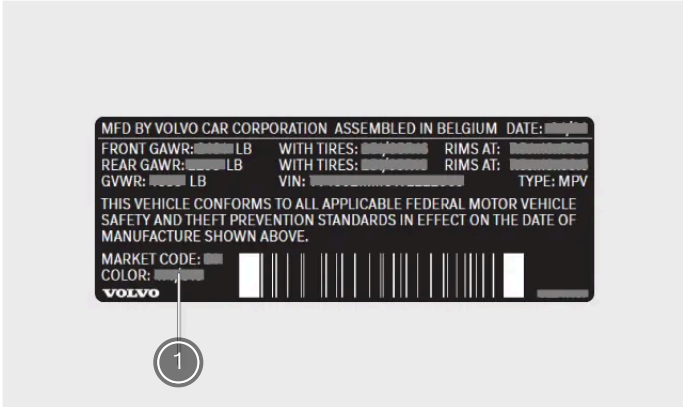 MFD BY VOLVO CAR CORPORATION ASSEMBLED IN BELGIUM DATE:
FRONT GAWR: LB WITH TIRES: RIMS AT:
REAR GAWR: LB WITH TIRES: RIMS AT:
GVWR: LB VIN: TYPE: MPV
THIS VEHICLE CONFORMS TO ALL APPLICABLE FEDERAL MOTOR VEHICLE
SAFETY AND THEFT PREVENTION STANDARDS IN EFFECT ON THE DATE OF
MANUFACTURE SHOWN ABOVE.
MARKET CODE:
COLOR:
VOLVO
1